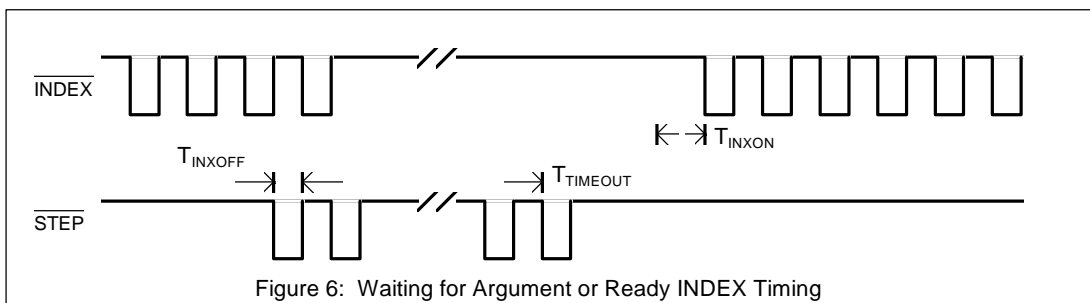 INDEX
T_INXON
T_INXOFF
T_TIMEOUT
STEP
Figure 6: Waiting for Argument or Ready INDEX Timing